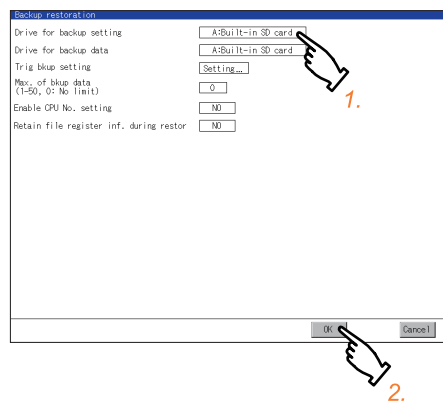 Backup restoration
Drive for backup setting A:Built-in SD card
Drive for backup data A:Built-in SD card
Trig bkup setting Setting...
Max. of bkup data
(1-50, 0: No limit) 0
Enable CPU No. setting NO
Retain file register inf. during restor NO
1.
OK Cancel
2.